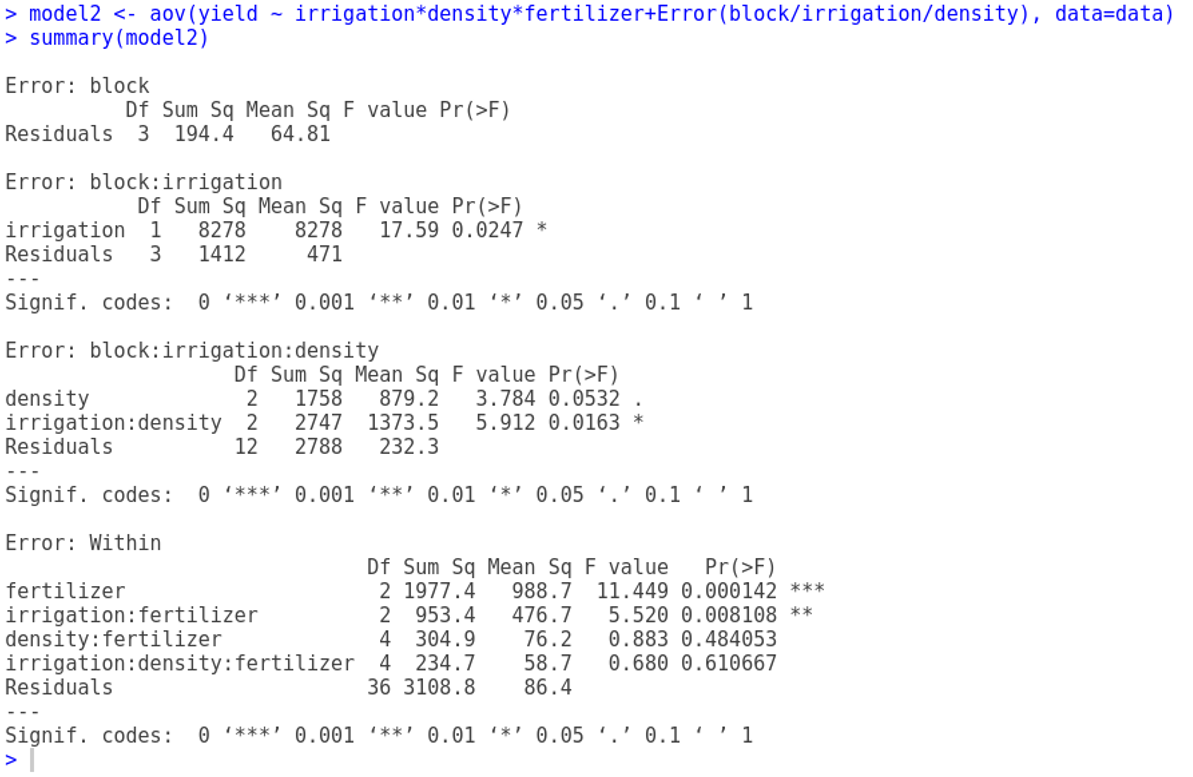 > model2 <- aov(yield ~ irrigation*density*fertilizer+Error(block/irrigation/density), data=data)
> summary(model2)

Error: block
          Df Sum Sq Mean Sq F value Pr(>F)
Residuals  3  194.4   64.81

Error: block:irrigation
           Df Sum Sq Mean Sq F value Pr(>F)
irrigation  1   8278    8278   17.59 0.0247 *
Residuals   3   1412     471
---
Signif. codes:  0 ‘***’ 0.001 ‘**’ 0.01 ‘*’ 0.05 ‘.’ 0.1 ‘ ’ 1

Error: block:irrigation:density
                   Df Sum Sq Mean Sq F value Pr(>F)
density             2   1758   879.2   3.784 0.0532 .
irrigation:density  2   2747  1373.5   5.912 0.0163 *
Residuals          12   2788   232.3
---
Signif. codes:  0 ‘***’ 0.001 ‘**’ 0.01 ‘*’ 0.05 ‘.’ 0.1 ‘ ’ 1

Error: Within
                              Df Sum Sq Mean Sq F value   Pr(>F)
fertilizer                     2 1977.4   988.7  11.449 0.000142 ***
irrigation:fertilizer          2  953.4   476.7   5.520 0.008108 **
density:fertilizer             4  304.9    76.2   0.883 0.484053
irrigation:density:fertilizer  4  234.7    58.7   0.680 0.610667
Residuals                     36 3108.8    86.4
---
Signif. codes:  0 ‘***’ 0.001 ‘**’ 0.01 ‘*’ 0.05 ‘.’ 0.1 ‘ ’ 1
>